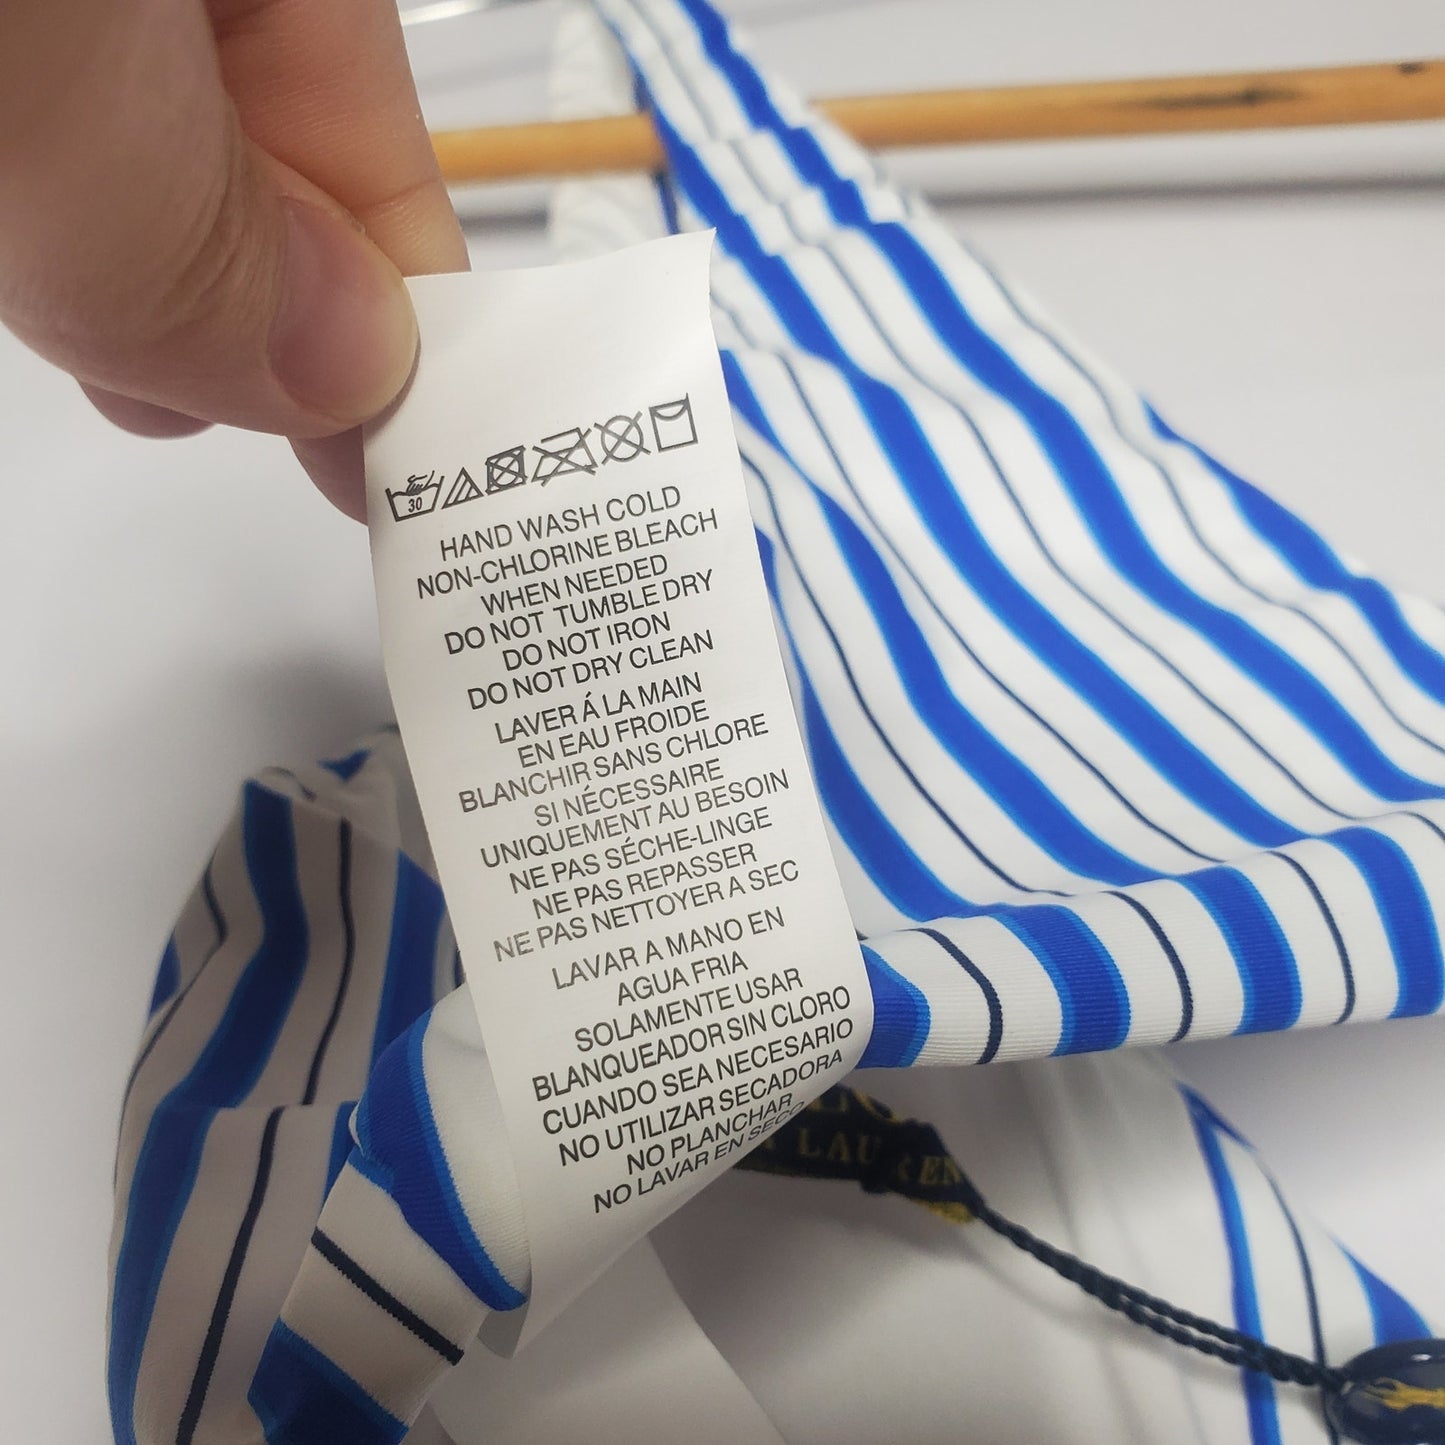 30
HAND WASH COLD
NON-CHLORINE BLEACH
WHEN NEEDED
DO NOT TUMBLE DRY
DO NOT IRON
DO NOT DRY CLEAN
LAVER Á LA MAIN
EN EAU FROIDE
BLANCHIR SANS CHLORE
SI NÉCESSAIRE
UNIQUEMENT AU BESOIN
NE PAS SÉCHE-LINGE
NE PAS REPASSER
NE PAS NETTOYER A SEC
LAVAR A MANO EN
AGUA FRIA
SOLAMENTE USAR
BLANQUEADOR SIN CLORO
CUANDO SEA NECESARIO
NO UTILIZAR SECADORA
NO PLANCHAR
NO LAVAR EN SECO